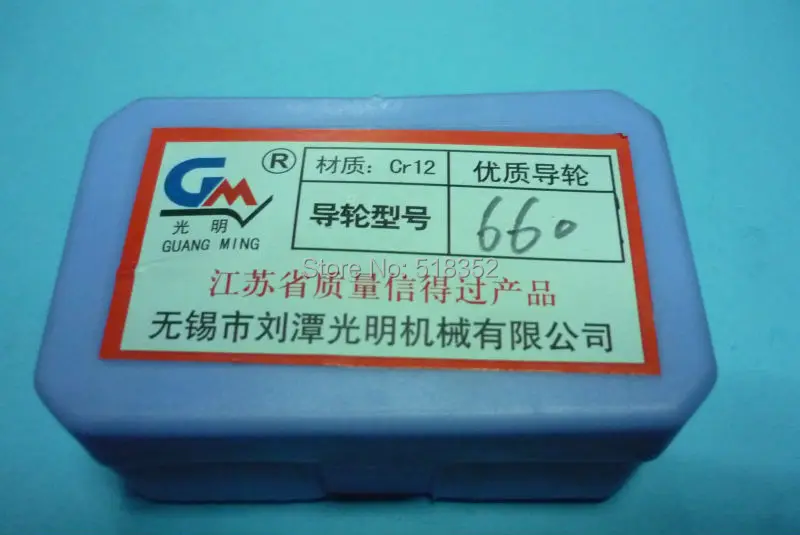 GM ®
光明
GUANG MING
材质：Cr12 优质导轮
导轮型号 660
Store No: 518352
江苏省质量信得过产品
无锡市刘潭光明机械有限公司